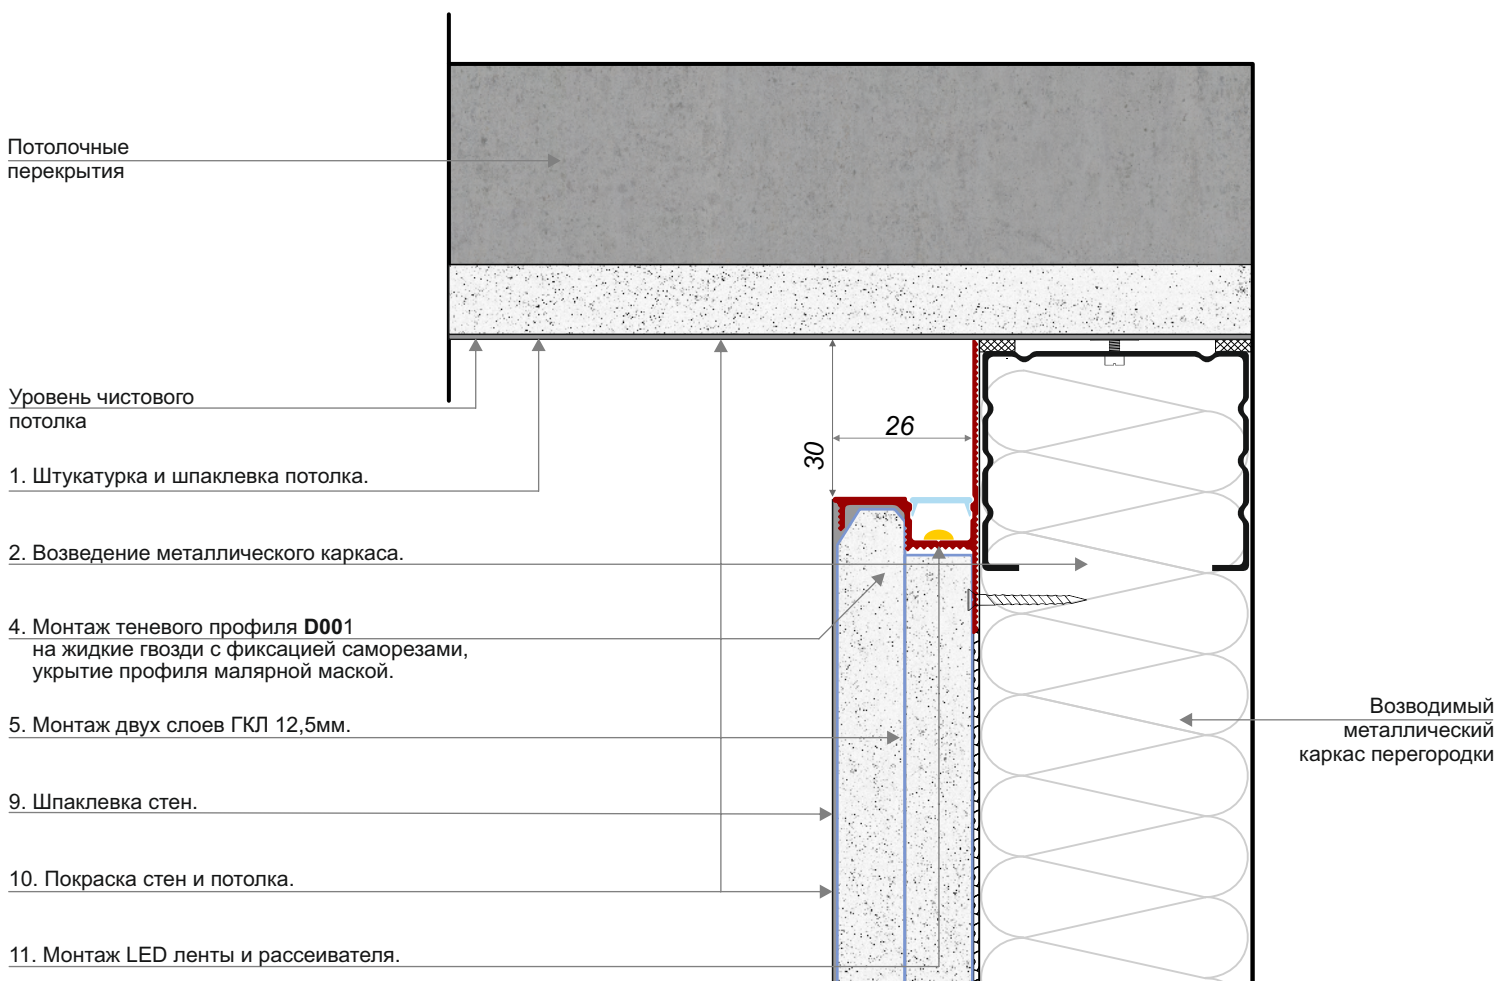 Потолочные
перекрытия
Уровень чистового
потолка
26
30
1. Штукатурка и шпаклевка потолка.
2. Возведение металлического каркаса.
4. Монтаж теневого профиля D001
на жидкие гвозди с фиксацией саморезами,
укрытие профиля малярной маской.
5. Монтаж двух слоев ГКЛ 12,5мм.
Возводимый
металлический
каркас перегородки
9. Шпаклевка стен.
10. Покраска стен и потолка.
11. Монтаж LED ленты и рассеивателя.